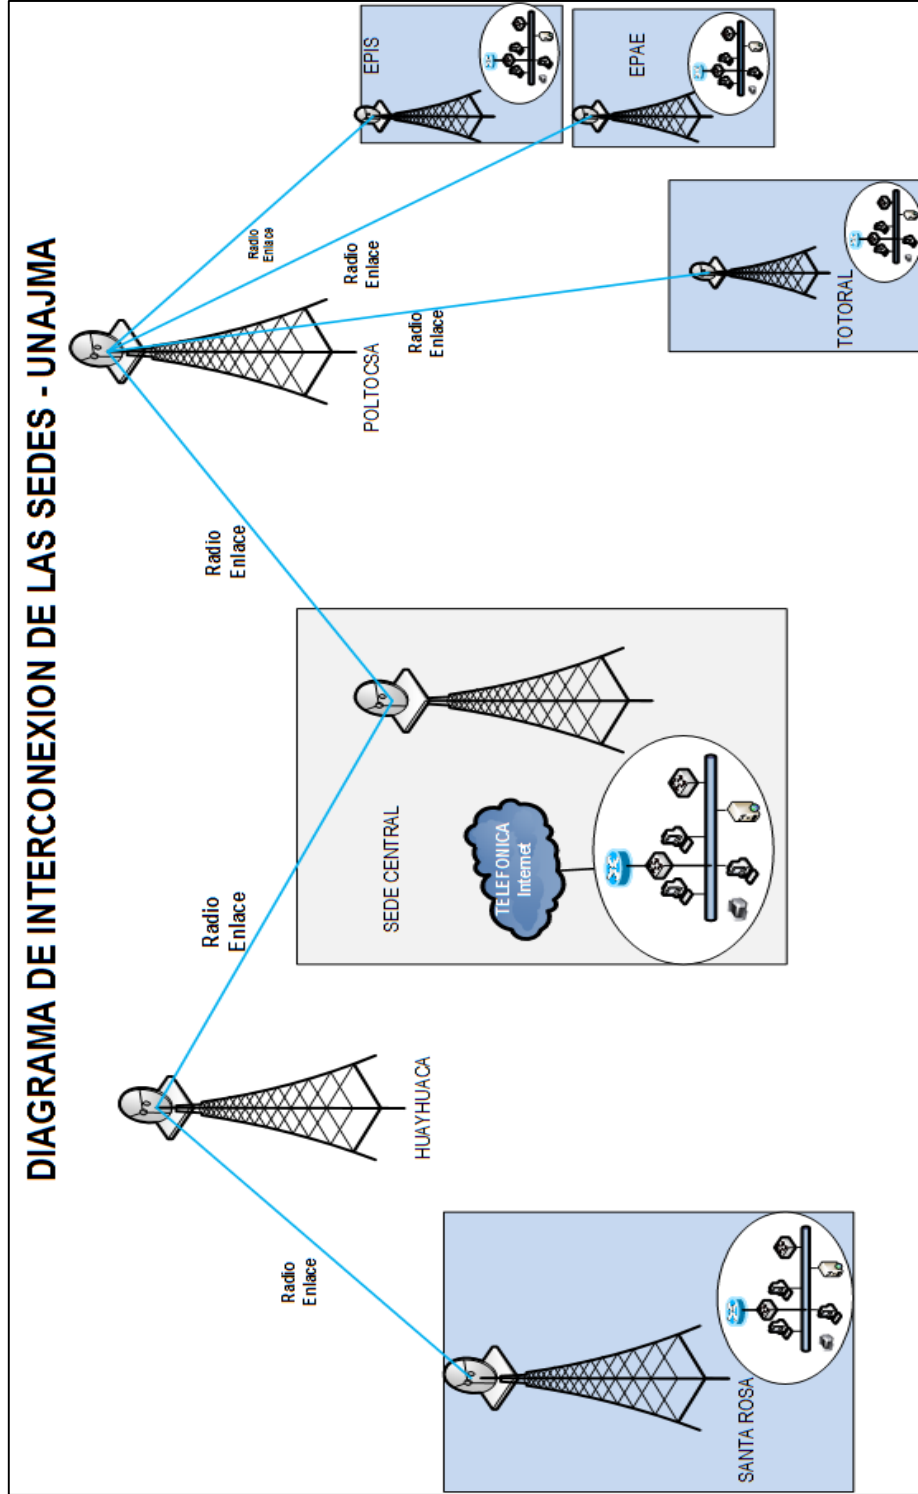 DIAGRAMA DE INTERCONEXION DE LAS SEDES - UNAJMA
Radio
Enlace
SANTA ROSA
HUAYHUACA
Radio
Enlace
SEDE CENTRAL
TELEFONICA
Internet
Radio
Enlace
POLTOCSA
Radio
Enlace
Radio
Enlace
Radio
Enlace
TOTORAL
EPAE
EPIS